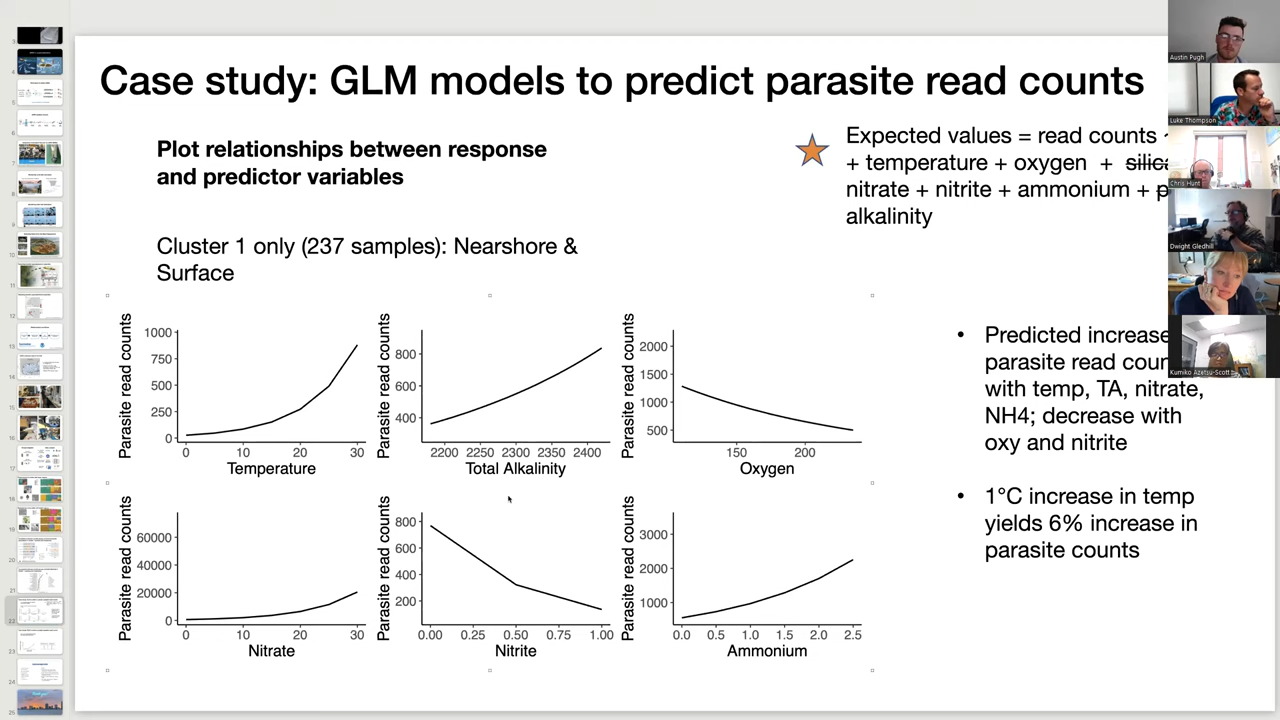 Case study: GLM models to predict parasite read counts
Plot relationships between response
and predictor variables
Cluster 1 only (237 samples): Nearshore &
Surface
Expected values = read counts
+ temperature + oxygen +
nitrate + nitrite + ammonium +
alkalinity
Parasite read counts
1000
750
500
250
0
0 10 20 30
Temperature
Parasite read counts
800
600
400
2200 2250 2300 2350 2400
Total Alkalinity
Parasite read counts
2000
1500
1000
500
150 200
Oxygen
Parasite read counts
60000
40000
20000
0
0 10 20 30
Nitrate
Parasite read counts
800
600
400
200
0.00 0.25 0.50 0.75 1.00
Nitrite
Parasite read counts
3000
2000
1000
0.0 0.5 1.0 1.5 2.0 2.5
Ammonium
• Predicted increase
parasite read
with temp, TA, nitrate,
NH4; decrease with
oxy and nitrite
• 1°C increase in temp
yields 6% increase in
parasite counts
Austin Pugh
Luke Thompson
Chris Hunt
Dwight Gledhill
Kumiko Azetsu-Scott